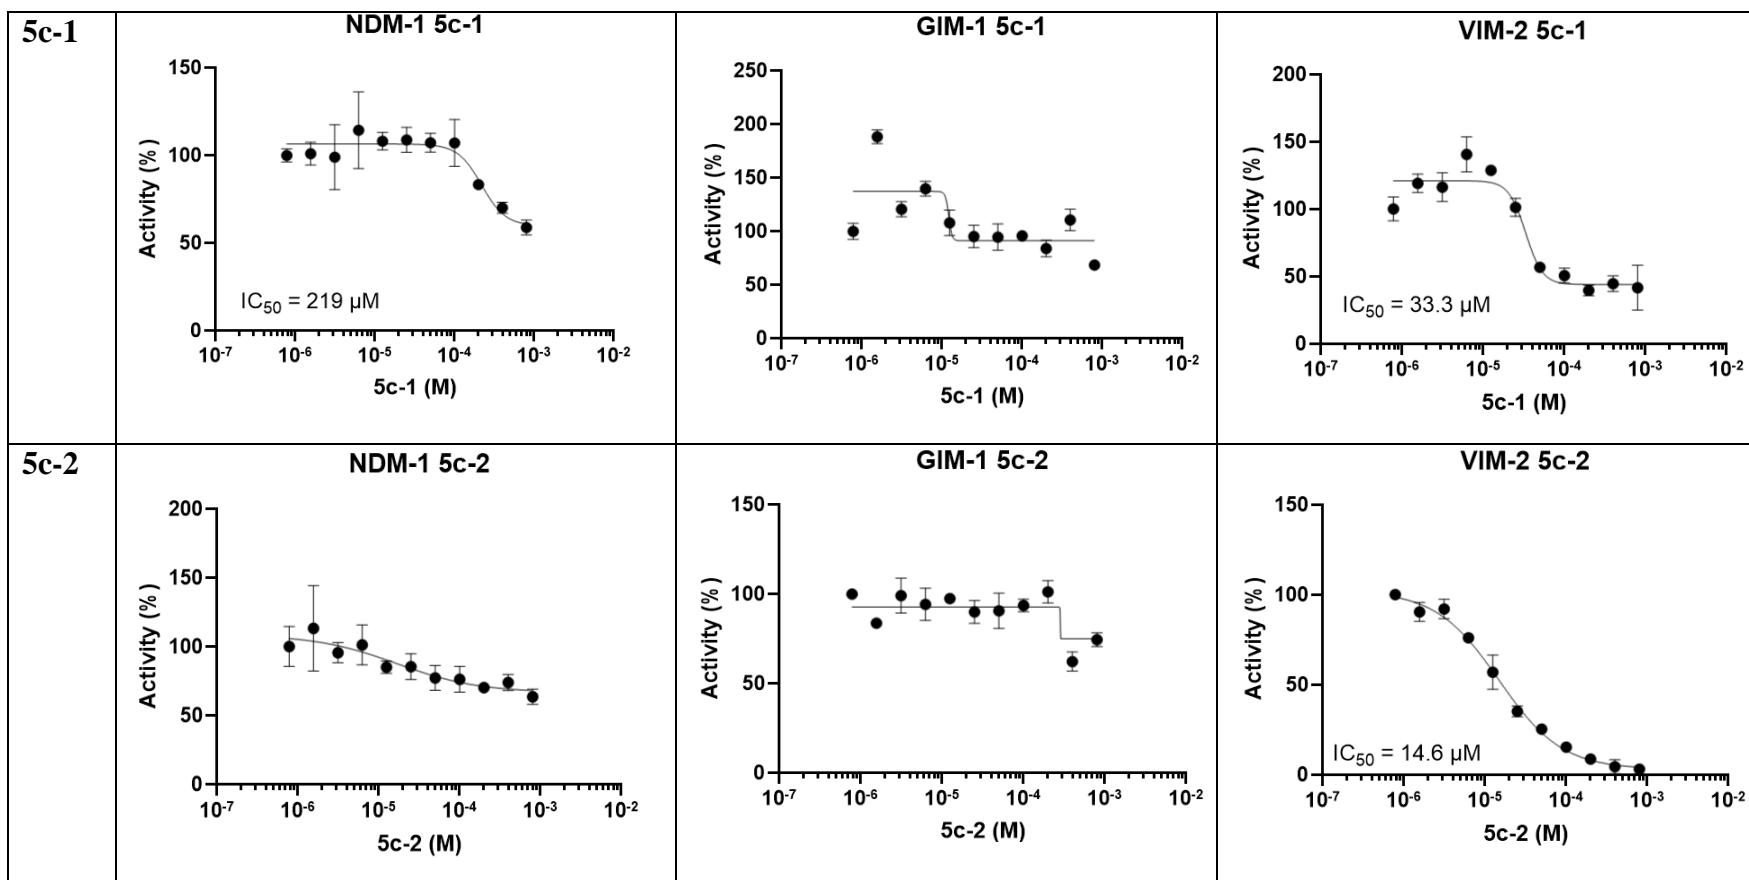 5c-1
NDM-1 5c-1
150
100
50
0
Activity (%)
IC50 = 219 µM
10-7 10-6 10-5 10-4 10-3 10-2
5c-1 (M)
GIM-1 5c-1
250
200
150
100
50
0
Activity (%)
10-7 10-6 10-5 10-4 10-3 10-2
5c-1 (M)
VIM-2 5c-1
200
150
100
50
0
Activity (%)
IC50 = 33.3 µM
10-7 10-6 10-5 10-4 10-3 10-2
5c-1 (M)
5c-2
NDM-1 5c-2
200
150
100
50
0
Activity (%)
10-7 10-6 10-5 10-4 10-3 10-2
5c-2 (M)
GIM-1 5c-2
150
100
50
0
Activity (%)
10-7 10-6 10-5 10-4 10-3 10-2
5c-2 (M)
VIM-2 5c-2
150
100
50
0
Activity (%)
IC50 = 14.6 µM
10-7 10-6 10-5 10-4 10-3 10-2
5c-2 (M)